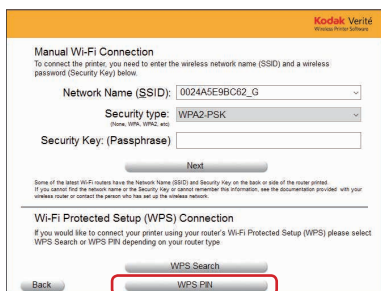 Kodak Verité
Wireless Printer Software
Manual Wi-Fi Connection
To connect the printer, you need to enter the wireless network name (SSID) and a wireless
password (Security Key) below.
Network Name (SSID): 0024A5E9BC62_G
Security type: WPA2-PSK
(None, WPA, WPA2, etc)
Security Key: (Passphrase)
Next
Some of the latest Wi-Fi routers have the Network Name (SSID) and Security Key on the back or side of the router printed.
If you cannot find the network name or the Security Key or cannot remember this information, see the documentation provided with your
wireless router or contact the person who has set up the wireless network.
Wi-Fi Protected Setup (WPS) Connection
If you would like to connect your printer using your router's Wi-Fi Protected Setup (WPS) please select
WPS Search or WPS PIN depending on your router type
WPS Search
Back
WPS PIN